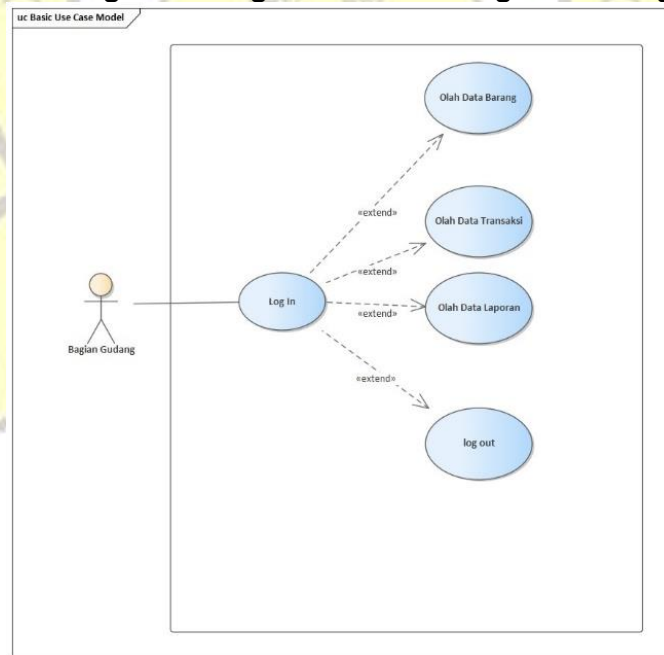 uc Basic Use Case Model
Olah Data Barang
«extend»
Olah Data Transaksi
«extend»
Log In
Olah Data Laporan
«extend»
Bagian Gudang
«extend»
log out